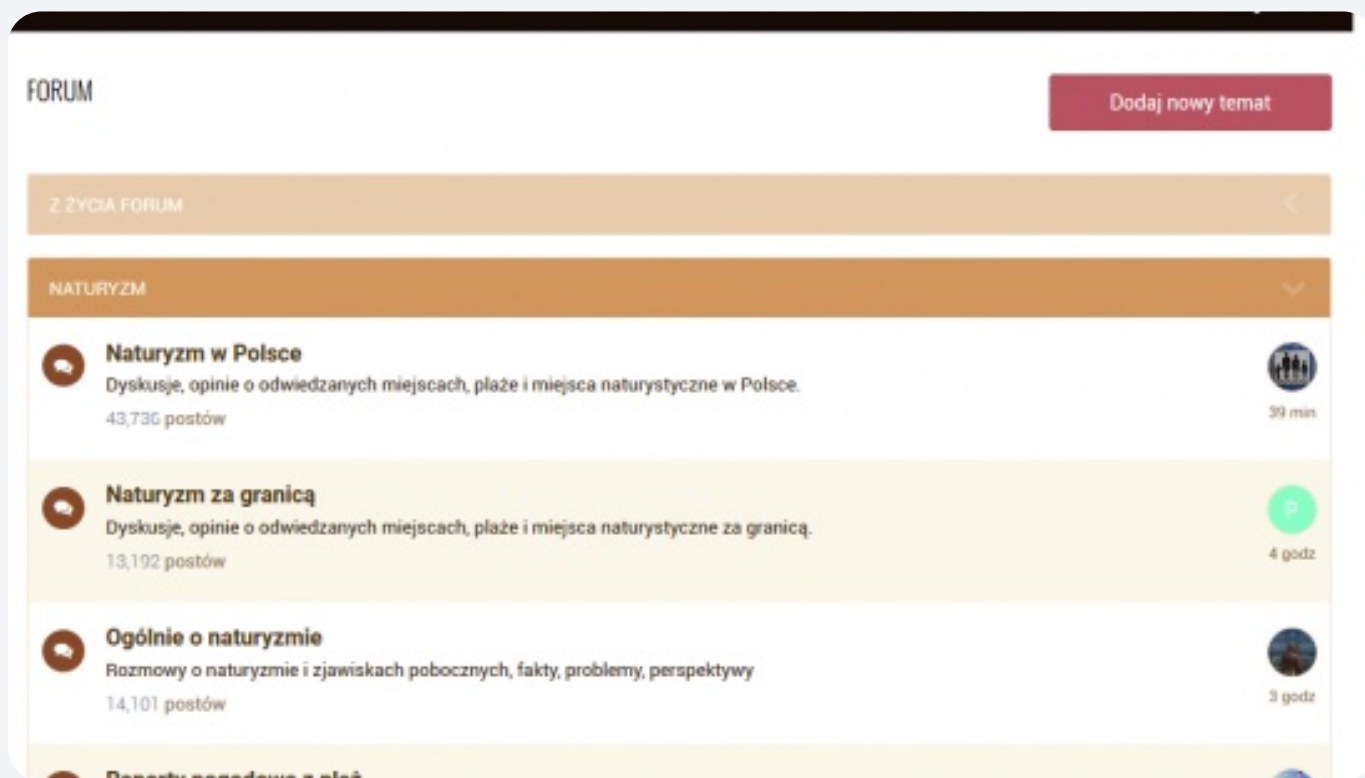 FORUM
Dodaj nowy temat
Z ŻYCIA FORUM
NATURYZM
Naturyzm w Polsce
Dyskusje, opinie o odwiedzanych miejscach, plaże i miejsca naturystyczne w Polsce.
43,736 postów
39 min
Naturyzm za granicą
Dyskusje, opinie o odwiedzanych miejscach, plaże i miejsca naturystyczne za granicą.
13,192 postów
P
4 godz
Ogólnie o naturyzmie
Rozmowy o naturyzmie i zjawiskach pobocznych, fakty, problemy, perspektywy
14,101 postów
3 godz